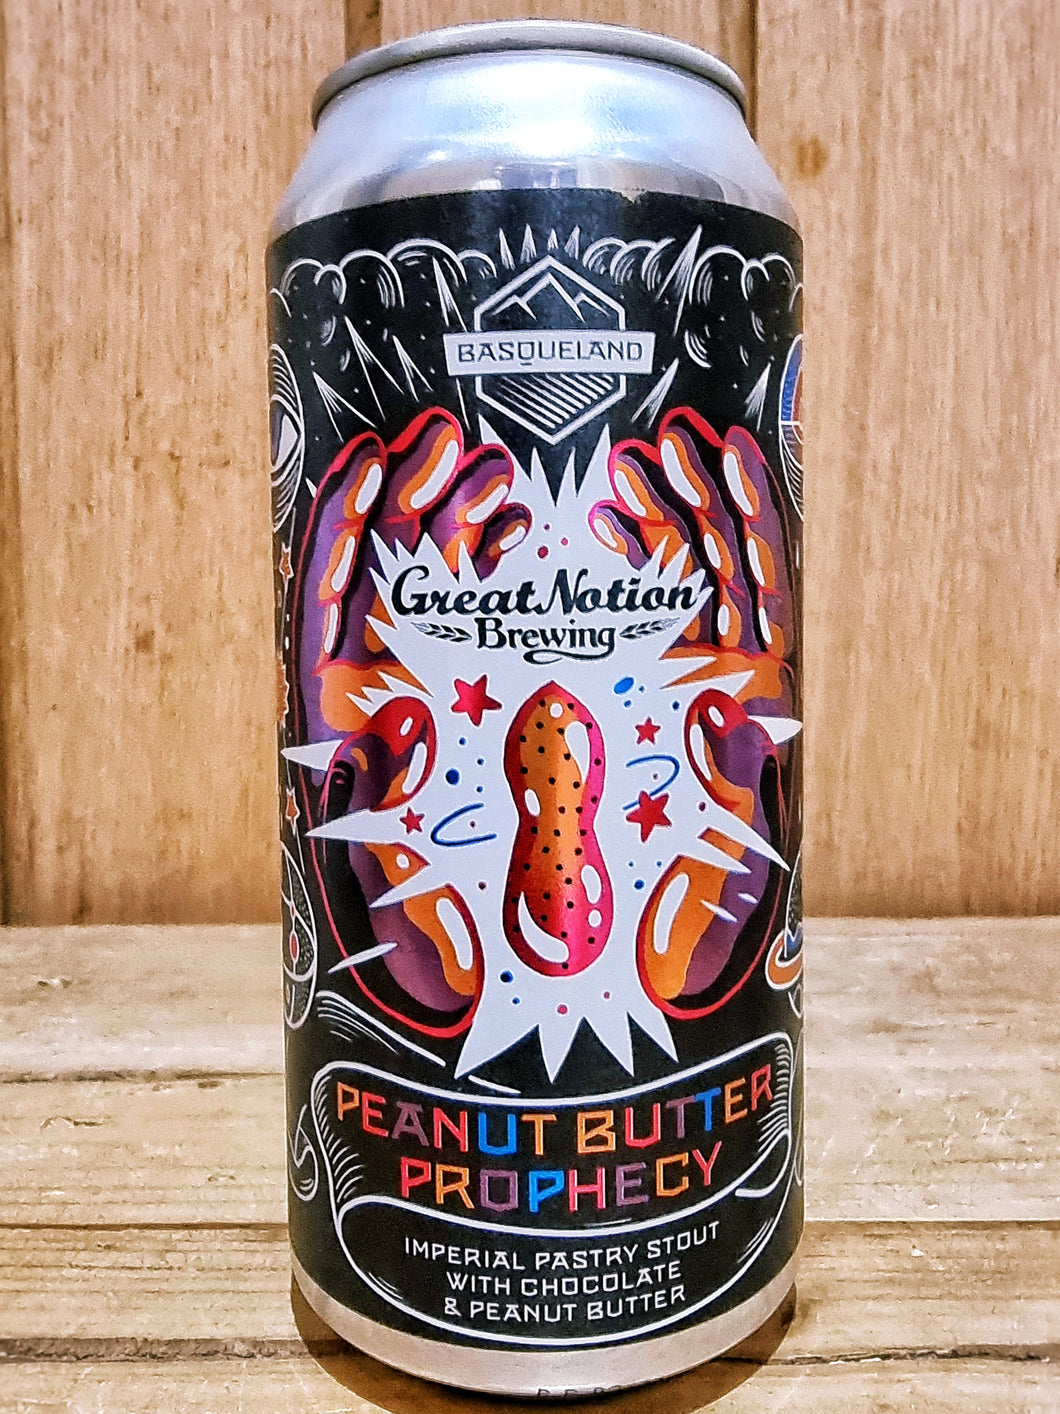 BASQUELAND
Great Notion
Brewing
PEANUT BUTTER
PROPHECY
IMPERIAL PASTRY STOUT
WITH CHOCOLATE
& PEANUT BUTTER